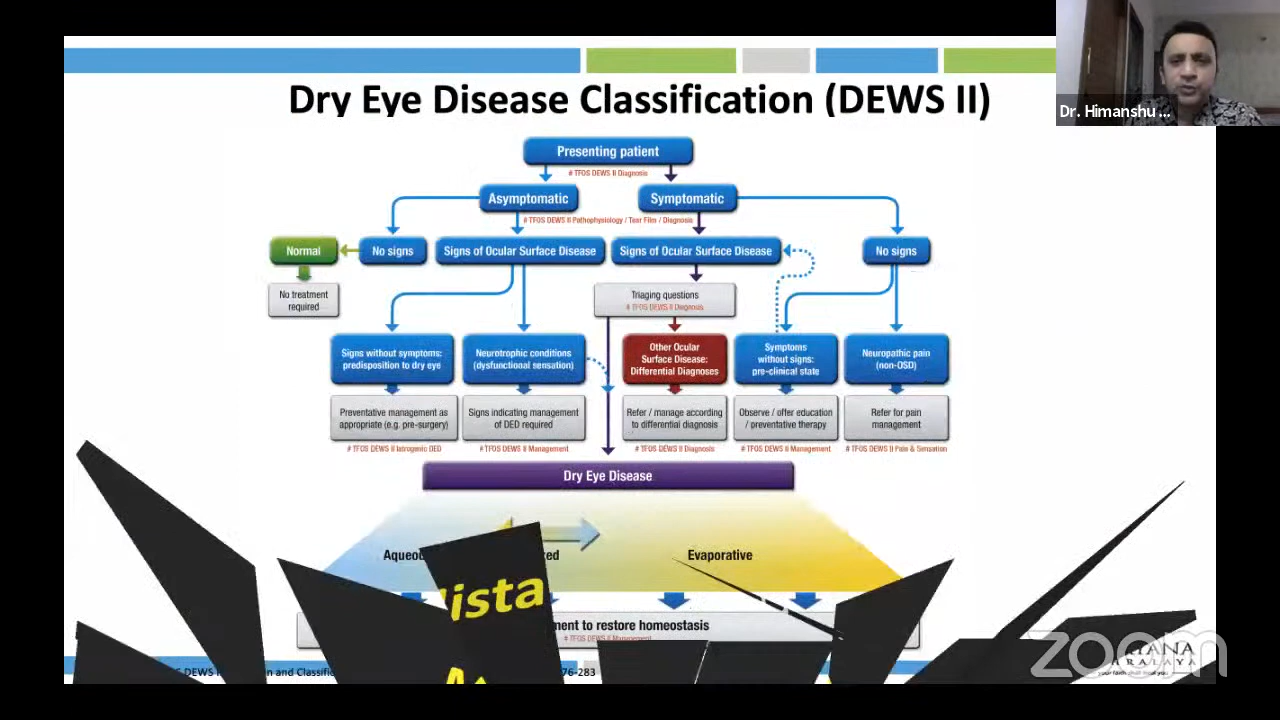 Dry Eye Disease Classification (DEWS II)
Dr. Himanshu ...
Presenting patient
# TFOS DEWS II Diagnosis
Asymptomatic
Symptomatic
# TFOS DEWS II Pathophysiology / Tear Film / Diagnosis
Normal
No signs
Signs of Ocular Surface Disease
Signs of Ocular Surface Disease
No signs
No treatment
required
Triaging questions
# TFOS DEWS II Diagnosis
Signs without symptoms:
predisposition to dry eye
Neurotrophic conditions
(dysfunctional sensation)
Other Ocular
Surface Disease:
Differential Diagnoses
Symptoms
without signs:
pre-clinical state
Neuropathic pain
(non-OSD)
Preventative management as
appropriate (e.g. pre-surgery)
Signs indicating management
of DED required
Refer / manage according
to differential diagnosis
Observe / offer education
/ preventative therapy
Refer for pain
management
# TFOS DEWS II Iatrogenic DED
# TFOS DEWS II Management
# TFOS DEWS II Diagnosis
# TFOS DEWS II Management
# TFOS DEWS II Pain & Sensation
Dry Eye Disease
Evaporative
ista
to restore homeostasis
# TFOS DEWS II Management
DEWS
and
76-283
zoom